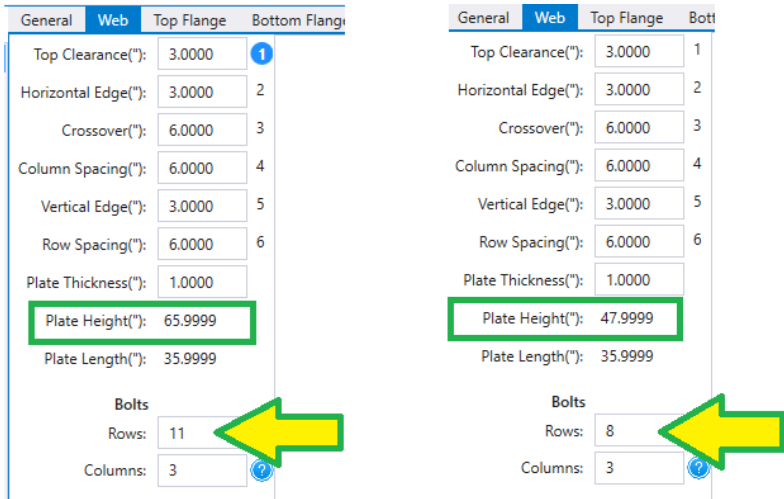 General Web Top Flange Bottom Flange
Top Clearance("): 3.0000 1
Horizontal Edge("): 3.0000 2
Crossover("): 6.0000 3
Column Spacing("): 6.0000 4
Vertical Edge("): 3.0000 5
Row Spacing("): 6.0000 6
Plate Thickness("): 1.0000
Plate Height("): 65.9999
Plate Length("): 35.9999
Bolts
Rows: 11
Columns: 3 ?
General Web Top Flange Bott
Top Clearance("): 3.0000 1
Horizontal Edge("): 3.0000 2
Crossover("): 6.0000 3
Column Spacing("): 6.0000 4
Vertical Edge("): 3.0000 5
Row Spacing("): 6.0000 6
Plate Thickness("): 1.0000
Plate Height("): 47.9999
Plate Length("): 35.9999
Bolts
Rows: 8
Columns: 3 ?